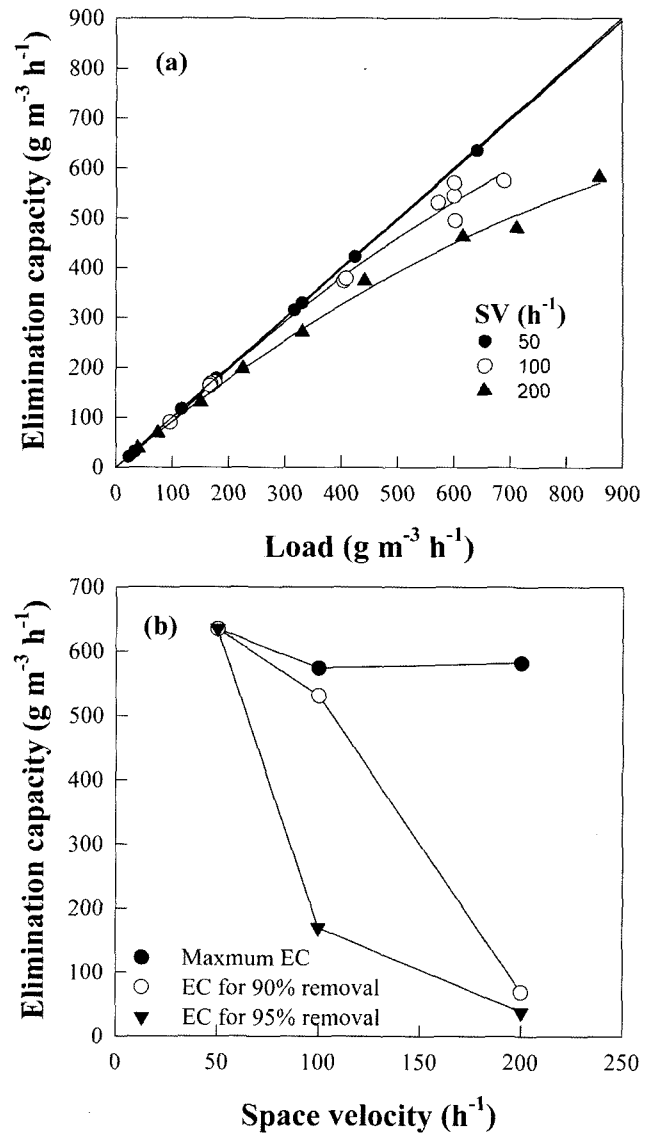 (a)
Elimination capacity (g m⁻³ h⁻¹)
900
800
700
600
500
400
300
200
100
0
SV (h⁻¹)
50
100
200
0 100 200 300 400 500 600 700 800 900
Load (g m⁻³ h⁻¹)
(b)
Elimination capacity (g m⁻³ h⁻¹)
700
600
500
400
300
200
100
0
Maxmum EC
EC for 90% removal
EC for 95% removal
0 50 100 150 200 250
Space velocity (h⁻¹)